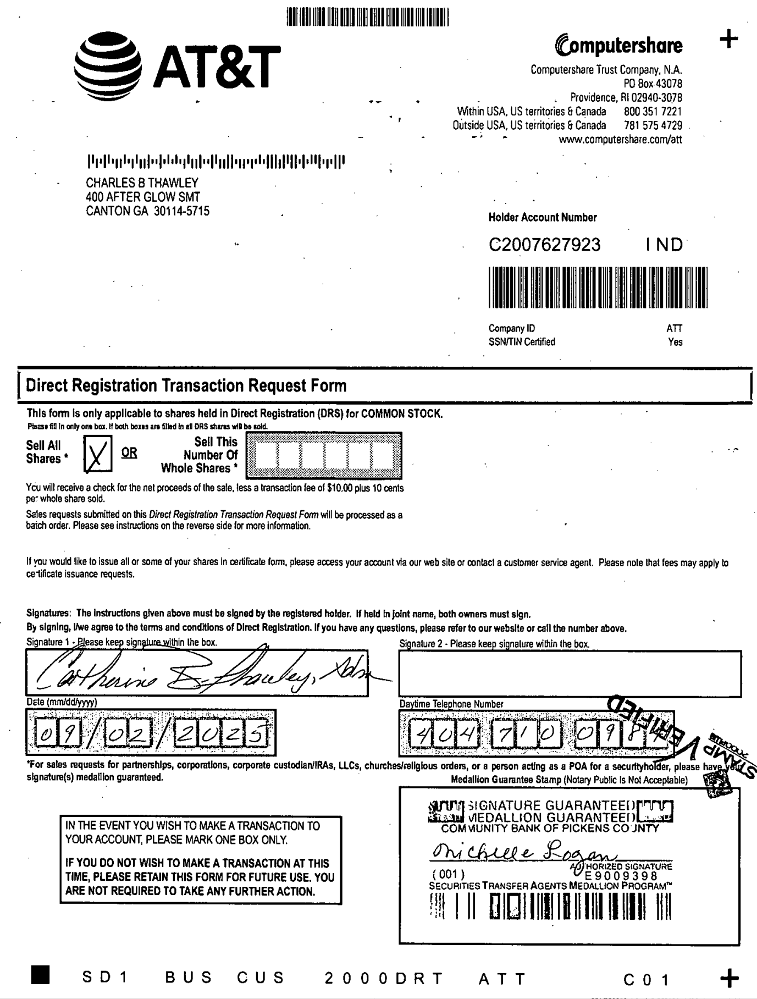 AT&T
Computershare
Computershare Trust Company, N.A.
PO Box 43078
Providence, RI 02940-3078
Within USA, US territories & Canada 800 351 7221
Outside USA, US territories & Canada 781 575 4729
www.computershare.com/att
CHARLES B THAWLEY
400 AFTER GLOW SMT
CANTON GA 30114-5715
Holder Account Number
C2007627923 IND
Company ID ATT
SSN/TIN Certified Yes
Direct Registration Transaction Request Form
This form is only applicable to shares held in Direct Registration (DRS) for COMMON STOCK.
Please fill in only one box. If both boxes are filled in all DRS shares will be sold.
Sell All
Shares *
X
OR
Sell This
Number Of
Whole Shares *
You will receive a check for the net proceeds of the sale, less a transaction fee of $10.00 plus 10 cents
per whole share sold.
Sales requests submitted on this Direct Registration Transaction Request Form will be processed as a
batch order. Please see instructions on the reverse side for more information.
If you would like to issue all or some of your shares in certificate form, please access your account via our web site or contact a customer service agent. Please note that fees may apply to
certificate issuance requests.
Signatures: The instructions given above must be signed by the registered holder. If held in joint name, both owners must sign.
By signing, I/we agree to the terms and conditions of Direct Registration. If you have any questions, please refer to our website or call the number above.
Signature 1 - Please keep signature within the box.
Signature 2 - Please keep signature within the box.
Catherine B. Thawley, Adm
Date (mm/dd/yyyy)
Daytime Telephone Number
09/02/2025
404 710 098
VERIFIED
STAMP
*For sales requests for partnerships, corporations, corporate custodian/IRAs, LLCs, churches/religious orders, or a person acting as a POA for a securityholder, please have your
signature(s) medallion guaranteed.
Medallion Guarantee Stamp (Notary Public Is Not Acceptable)
SIGNATURE GUARANTEED
MEDALLION GUARANTEED
COMMUNITY BANK OF PICKENS COUNTY
Michelle Logan
AUTHORIZED SIGNATURE
(001) E9009398
SECURITIES TRANSFER AGENTS MEDALLION PROGRAM™
IN THE EVENT YOU WISH TO MAKE A TRANSACTION TO
YOUR ACCOUNT, PLEASE MARK ONE BOX ONLY.
IF YOU DO NOT WISH TO MAKE A TRANSACTION AT THIS
TIME, PLEASE RETAIN THIS FORM FOR FUTURE USE. YOU
ARE NOT REQUIRED TO TAKE ANY FURTHER ACTION.
SD1 BUS CUS 2000DRT ATT C01